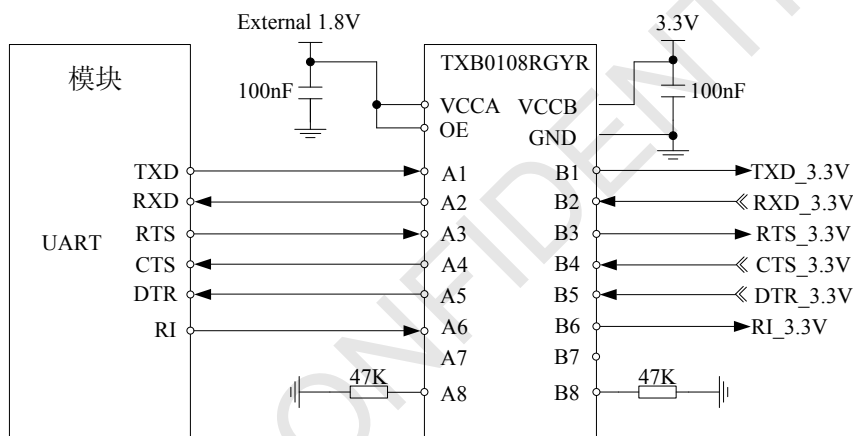 External 1.8V
3.3V
模块
TXB0108RGYR
100nF
VCCA
VCCB
100nF
OE
GND
TXD
A1
B1
TXD_3.3V
RXD
A2
B2
RXD_3.3V
UART
RTS
A3
B3
RTS_3.3V
CTS
A4
B4
CTS_3.3V
DTR
A5
B5
DTR_3.3V
RI
A6
B6
RI_3.3V
A7
B7
47K
A8
B8
47K